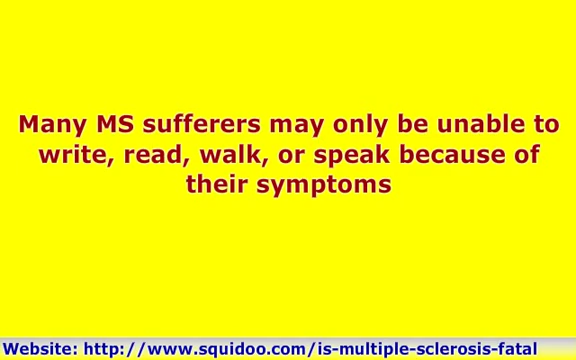 Many MS sufferers may only be unable to
write, read, walk, or speak because of
their symptoms
Website: http://www.squidoo.com/is-multiple-sclerosis-fatal